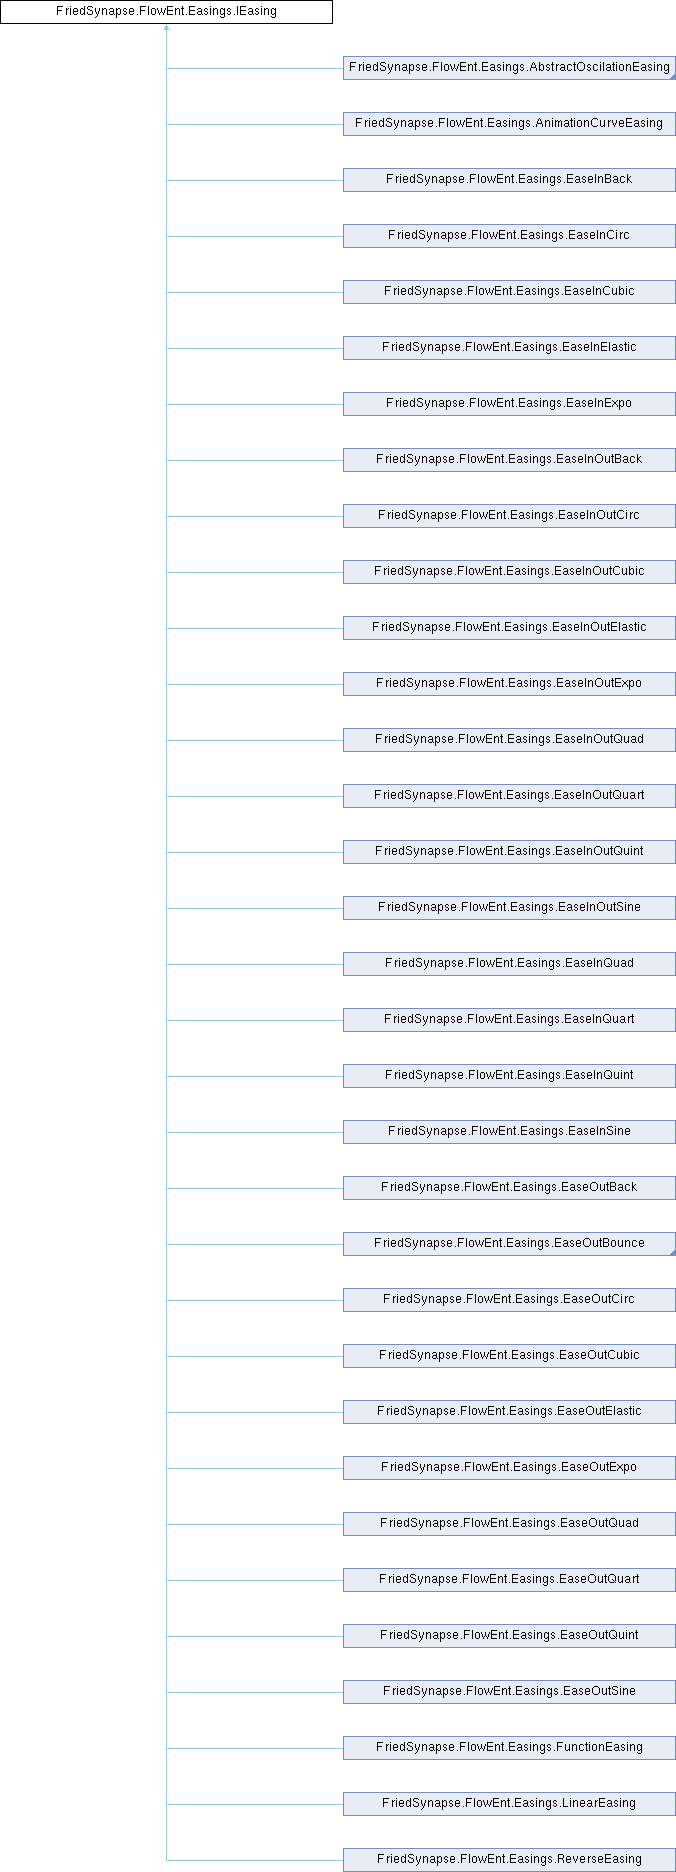 FriedSynapse.FlowEnt.Easings.IEasing
FriedSynapse.FlowEnt.Easings.AbstractOscilationEasing
FriedSynapse.FlowEnt.Easings.AnimationCurveEasing
FriedSynapse.FlowEnt.Easings.EaseInBack
FriedSynapse.FlowEnt.Easings.EaseInCirc
FriedSynapse.FlowEnt.Easings.EaseInCubic
FriedSynapse.FlowEnt.Easings.EaseInElastic
FriedSynapse.FlowEnt.Easings.EaseInExpo
FriedSynapse.FlowEnt.Easings.EaseInOutBack
FriedSynapse.FlowEnt.Easings.EaseInOutCirc
FriedSynapse.FlowEnt.Easings.EaseInOutCubic
FriedSynapse.FlowEnt.Easings.EaseInOutElastic
FriedSynapse.FlowEnt.Easings.EaseInOutExpo
FriedSynapse.FlowEnt.Easings.EaseInOutQuad
FriedSynapse.FlowEnt.Easings.EaseInOutQuart
FriedSynapse.FlowEnt.Easings.EaseInOutQuint
FriedSynapse.FlowEnt.Easings.EaseInOutSine
FriedSynapse.FlowEnt.Easings.EaseInQuad
FriedSynapse.FlowEnt.Easings.EaseInQuart
FriedSynapse.FlowEnt.Easings.EaseInQuint
FriedSynapse.FlowEnt.Easings.EaseInSine
FriedSynapse.FlowEnt.Easings.EaseOutBack
FriedSynapse.FlowEnt.Easings.EaseOutBounce
FriedSynapse.FlowEnt.Easings.EaseOutCirc
FriedSynapse.FlowEnt.Easings.EaseOutCubic
FriedSynapse.FlowEnt.Easings.EaseOutElastic
FriedSynapse.FlowEnt.Easings.EaseOutExpo
FriedSynapse.FlowEnt.Easings.EaseOutQuad
FriedSynapse.FlowEnt.Easings.EaseOutQuart
FriedSynapse.FlowEnt.Easings.EaseOutQuint
FriedSynapse.FlowEnt.Easings.EaseOutSine
FriedSynapse.FlowEnt.Easings.FunctionEasing
FriedSynapse.FlowEnt.Easings.LinearEasing
FriedSynapse.FlowEnt.Easings.ReverseEasing